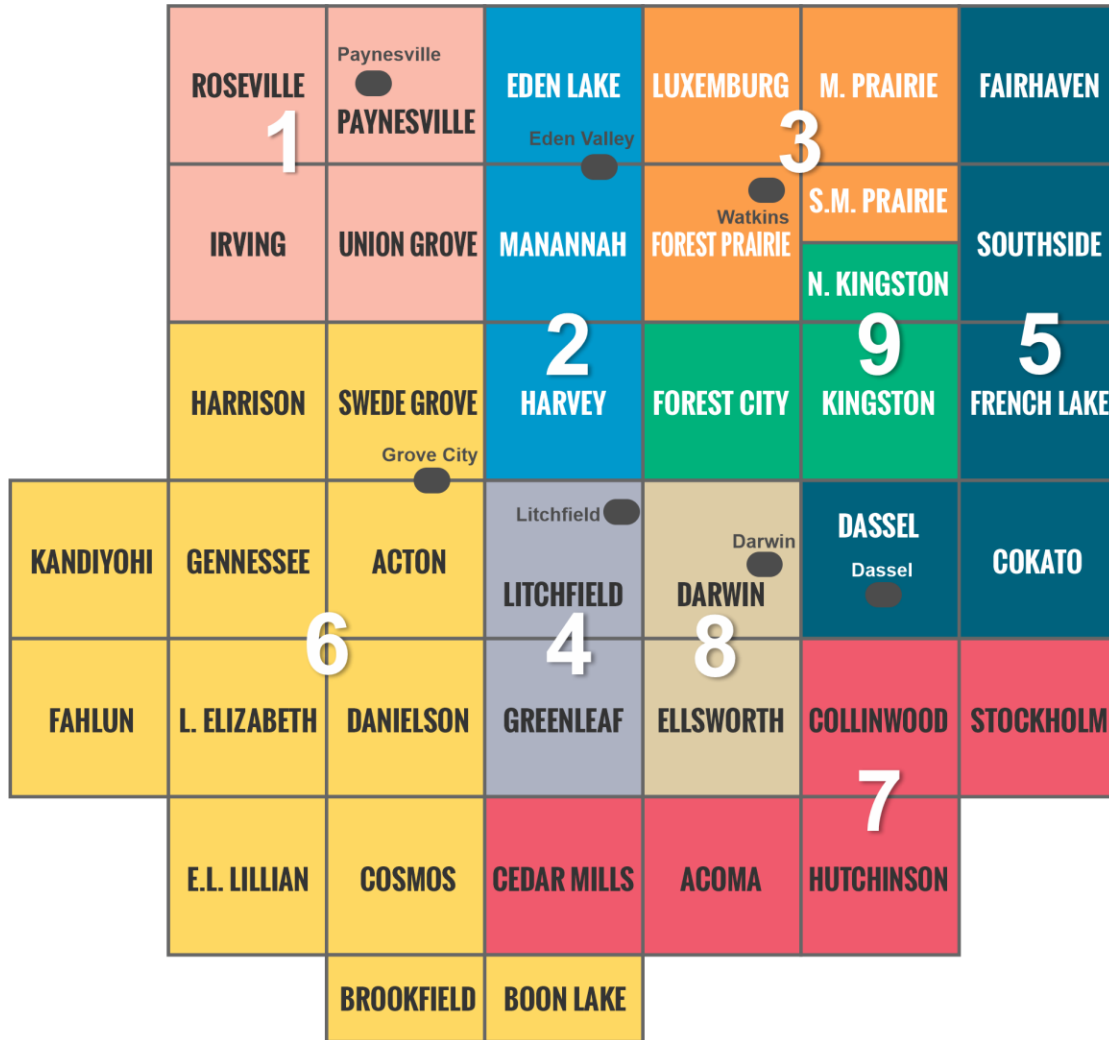 Paynesville
ROSEVILLE
PAYNESVILLE
EDEN LAKE
LUXEMBURG
M. PRAIRIE
FAIRHAVEN
1
3
Eden Valley
Watkins
S.M. PRAIRIE
IRVING
UNION GROVE
MANANNAH
FOREST PRAIRIE
SOUTHSIDE
N. KINGSTON
2
9
5
HARRISON
SWEDE GROVE
HARVEY
FOREST CITY
KINGSTON
FRENCH LAKE
Grove City
Litchfield
DASSEL
Darwin
KANDIYOHI
GENNESSEE
ACTON
Dassel
COKATO
LITCHFIELD
DARWIN
6
4
8
FAHLUN
L. ELIZABETH
DANIELSON
GREENLEAF
ELLSWORTH
COLLINWOOD
STOCKHOLM
7
E.L. LILLIAN
COSMOS
CEDAR MILLS
ACOMA
HUTCHINSON
BROOKFIELD
BOON LAKE